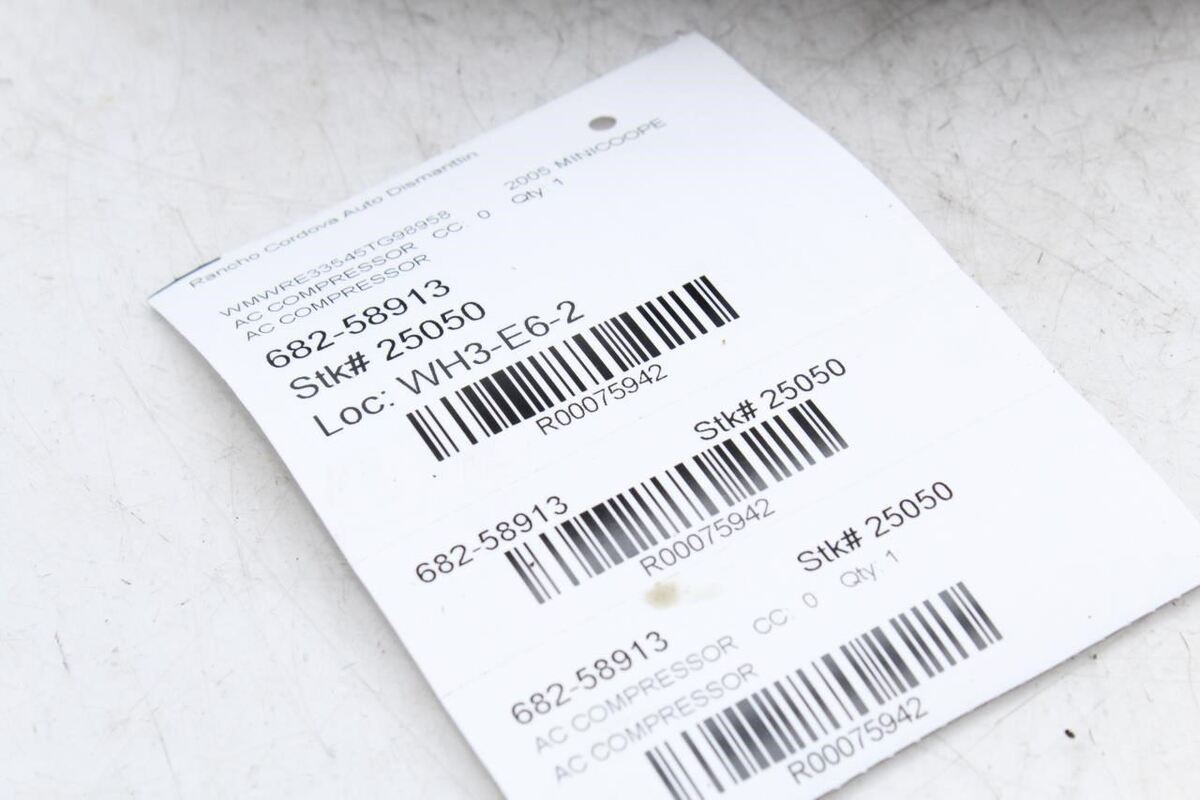 Rancho Cordova Auto Dismantlin
WMWRE33545TG98958 2005 MINICOOPE
AC COMPRESSOR CC: 0 Qty: 1
AC COMPRESSOR
682-58913
Stk# 25050
Loc: WH3-E6-2
R00075942
682-58913 Stk# 25050
R00075942
682-58913 Stk# 25050
AC COMPRESSOR CC: 0 Qty: 1
AC COMPRESSOR
R00075942